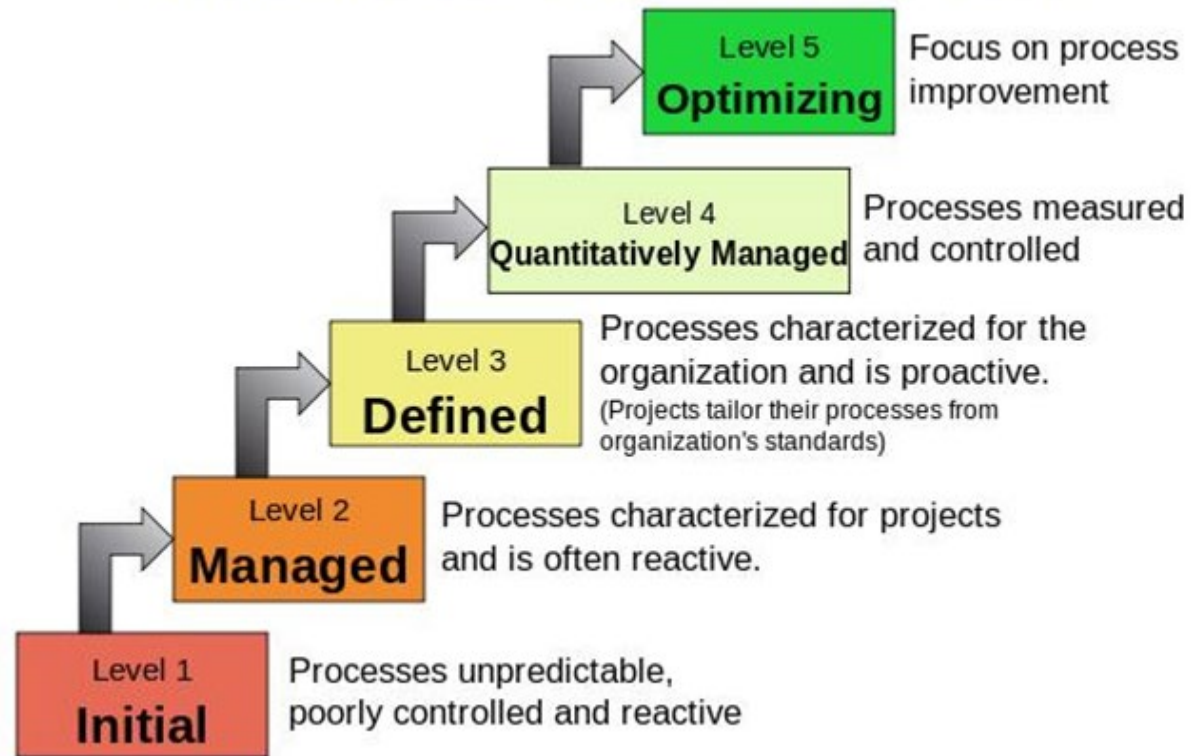 Level 5
Optimizing
Focus on process
improvement
Level 4
Quantitatively Managed
Processes measured
and controlled
Level 3
Defined
Processes characterized for the
organization and is proactive.
(Projects tailor their processes from
organization's standards)
Level 2
Managed
Processes characterized for projects
and is often reactive.
Level 1
Initial
Processes unpredictable,
poorly controlled and reactive